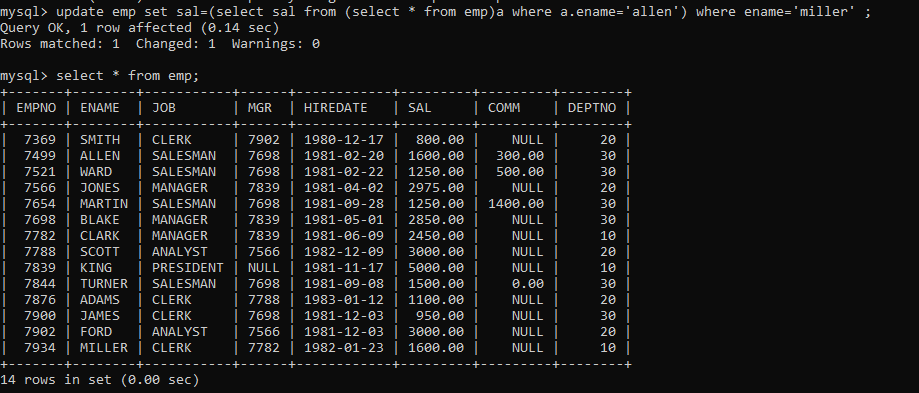 mysql> update emp set sal=(select sal from (select * from emp)a where a.ename='allen') where ename='miller' ;
Query OK, 1 row affected (0.14 sec)
Rows matched: 1  Changed: 1  Warnings: 0
mysql> select * from emp;
+-------+--------+-----------+------+------------+---------+---------+--------+
| EMPNO | ENAME  | JOB       | MGR  | HIREDATE   | SAL     | COMM    | DEPTNO |
+-------+--------+-----------+------+------------+---------+---------+--------+
|  7369 | SMITH  | CLERK     | 7902 | 1980-12-17 |  800.00 |    NULL |     20 |
|  7499 | ALLEN  | SALESMAN  | 7698 | 1981-02-20 | 1600.00 |  300.00 |     30 |
|  7521 | WARD   | SALESMAN  | 7698 | 1981-02-22 | 1250.00 |  500.00 |     30 |
|  7566 | JONES  | MANAGER   | 7839 | 1981-04-02 | 2975.00 |    NULL |     20 |
|  7654 | MARTIN | SALESMAN  | 7698 | 1981-09-28 | 1250.00 | 1400.00 |     30 |
|  7698 | BLAKE  | MANAGER   | 7839 | 1981-05-01 | 2850.00 |    NULL |     30 |
|  7782 | CLARK  | MANAGER   | 7839 | 1981-06-09 | 2450.00 |    NULL |     10 |
|  7788 | SCOTT  | ANALYST   | 7566 | 1982-12-09 | 3000.00 |    NULL |     20 |
|  7839 | KING   | PRESIDENT | NULL | 1981-11-17 | 5000.00 |    NULL |     10 |
|  7844 | TURNER | SALESMAN  | 7698 | 1981-09-08 | 1500.00 |    0.00 |     30 |
|  7876 | ADAMS  | CLERK     | 7788 | 1983-01-12 | 1100.00 |    NULL |     20 |
|  7900 | JAMES  | CLERK     | 7698 | 1981-12-03 |  950.00 |    NULL |     30 |
|  7902 | FORD   | ANALYST   | 7566 | 1981-12-03 | 3000.00 |    NULL |     20 |
|  7934 | MILLER | CLERK     | 7782 | 1982-01-23 | 1600.00 |    NULL |     10 |
+-------+--------+-----------+------+------------+---------+---------+--------+
14 rows in set (0.00 sec)